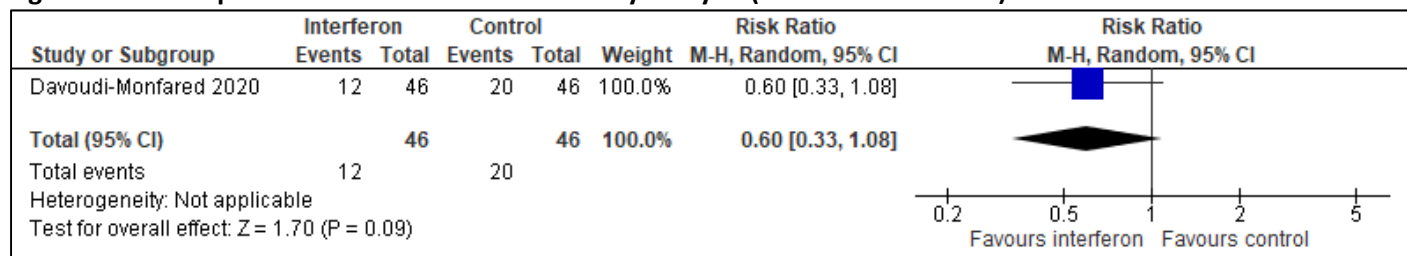 Interferon Control Risk Ratio Risk Ratio
Study or Subgroup Events Total Events Total Weight M-H, Random, 95% CI M-H, Random, 95% CI
Davoudi-Monfared 2020 12 46 20 46 100.0% 0.60 [0.33, 1.08]
Total (95% CI) 46 46 100.0% 0.60 [0.33, 1.08]
Total events 12 20
Heterogeneity: Not applicable
Test for overall effect: Z = 1.70 (P = 0.09)
0.2 0.5 1 2 5
Favours interferon Favours control